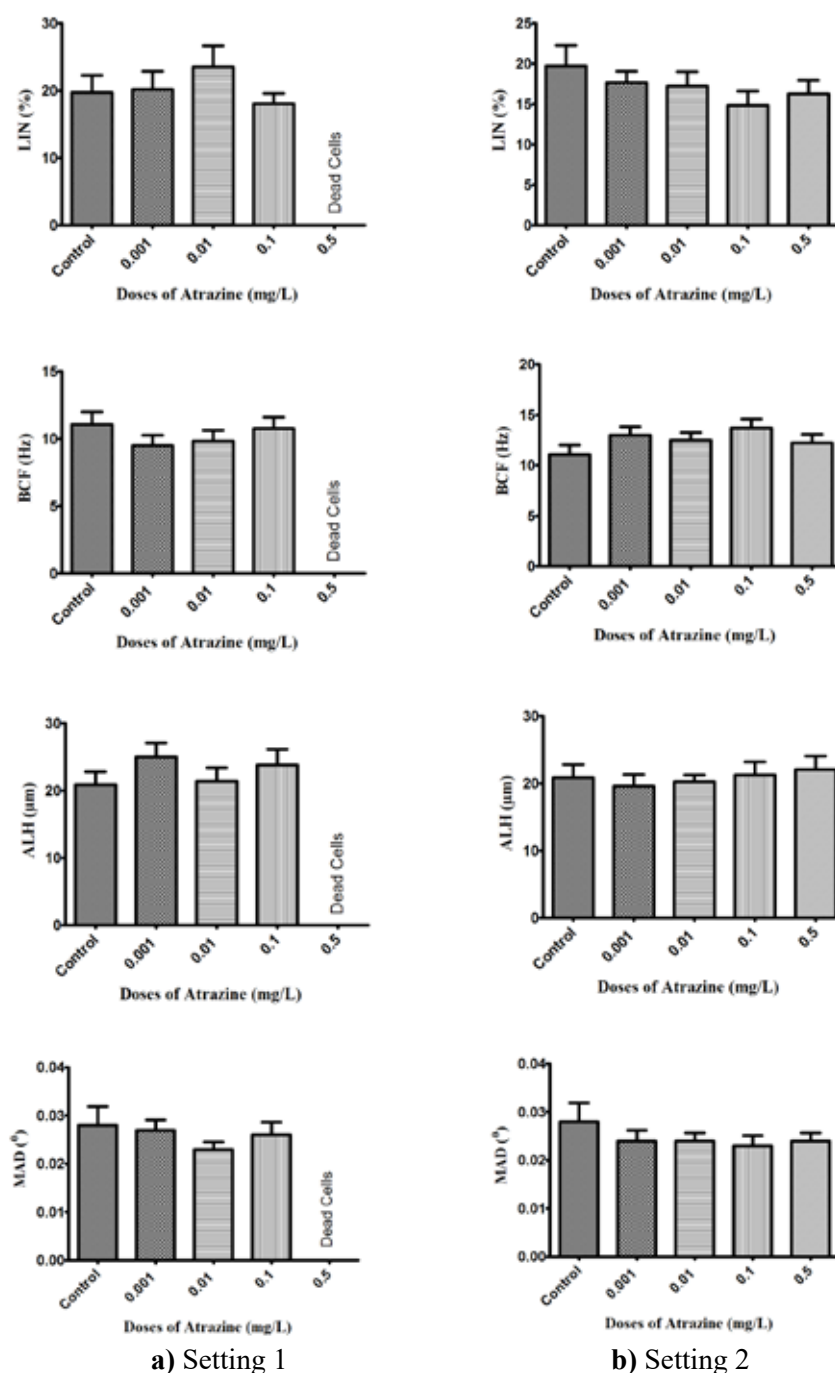 30
20
10
0
LIN (%)
Dead Cells
Control
0.001
0.01
0.1
0.5
Doses of Atrazine (mg/L)
25
20
15
10
5
0
LIN (%)
Control
0.001
0.01
0.1
0.5
Doses of Atrazine (mg/L)
15
10
5
0
BCF (Hz)
Dead Cells
Control
0.001
0.01
0.1
0.5
Doses of Atrazine (mg/L)
20
15
10
5
0
BCF (Hz)
Control
0.001
0.01
0.1
0.5
Doses of Atrazine (mg/L)
30
20
10
0
ALH (µm)
Dead Cells
Control
0.001
0.01
0.1
0.5
Doses of Atrazine (mg/L)
30
20
10
0
ALH (µm)
Control
0.001
0.01
0.1
0.5
Doses of Atrazine (mg/L)
0.04
0.03
0.02
0.01
0.00
MAD (⁰)
Dead Cells
Control
0.001
0.01
0.1
0.5
Doses of Atrazine (mg/L)
0.04
0.03
0.02
0.01
0.00
MAD (⁰)
Control
0.001
0.01
0.1
0.5
Doses of Atrazine (mg/L)
a) Setting 1
b) Setting 2